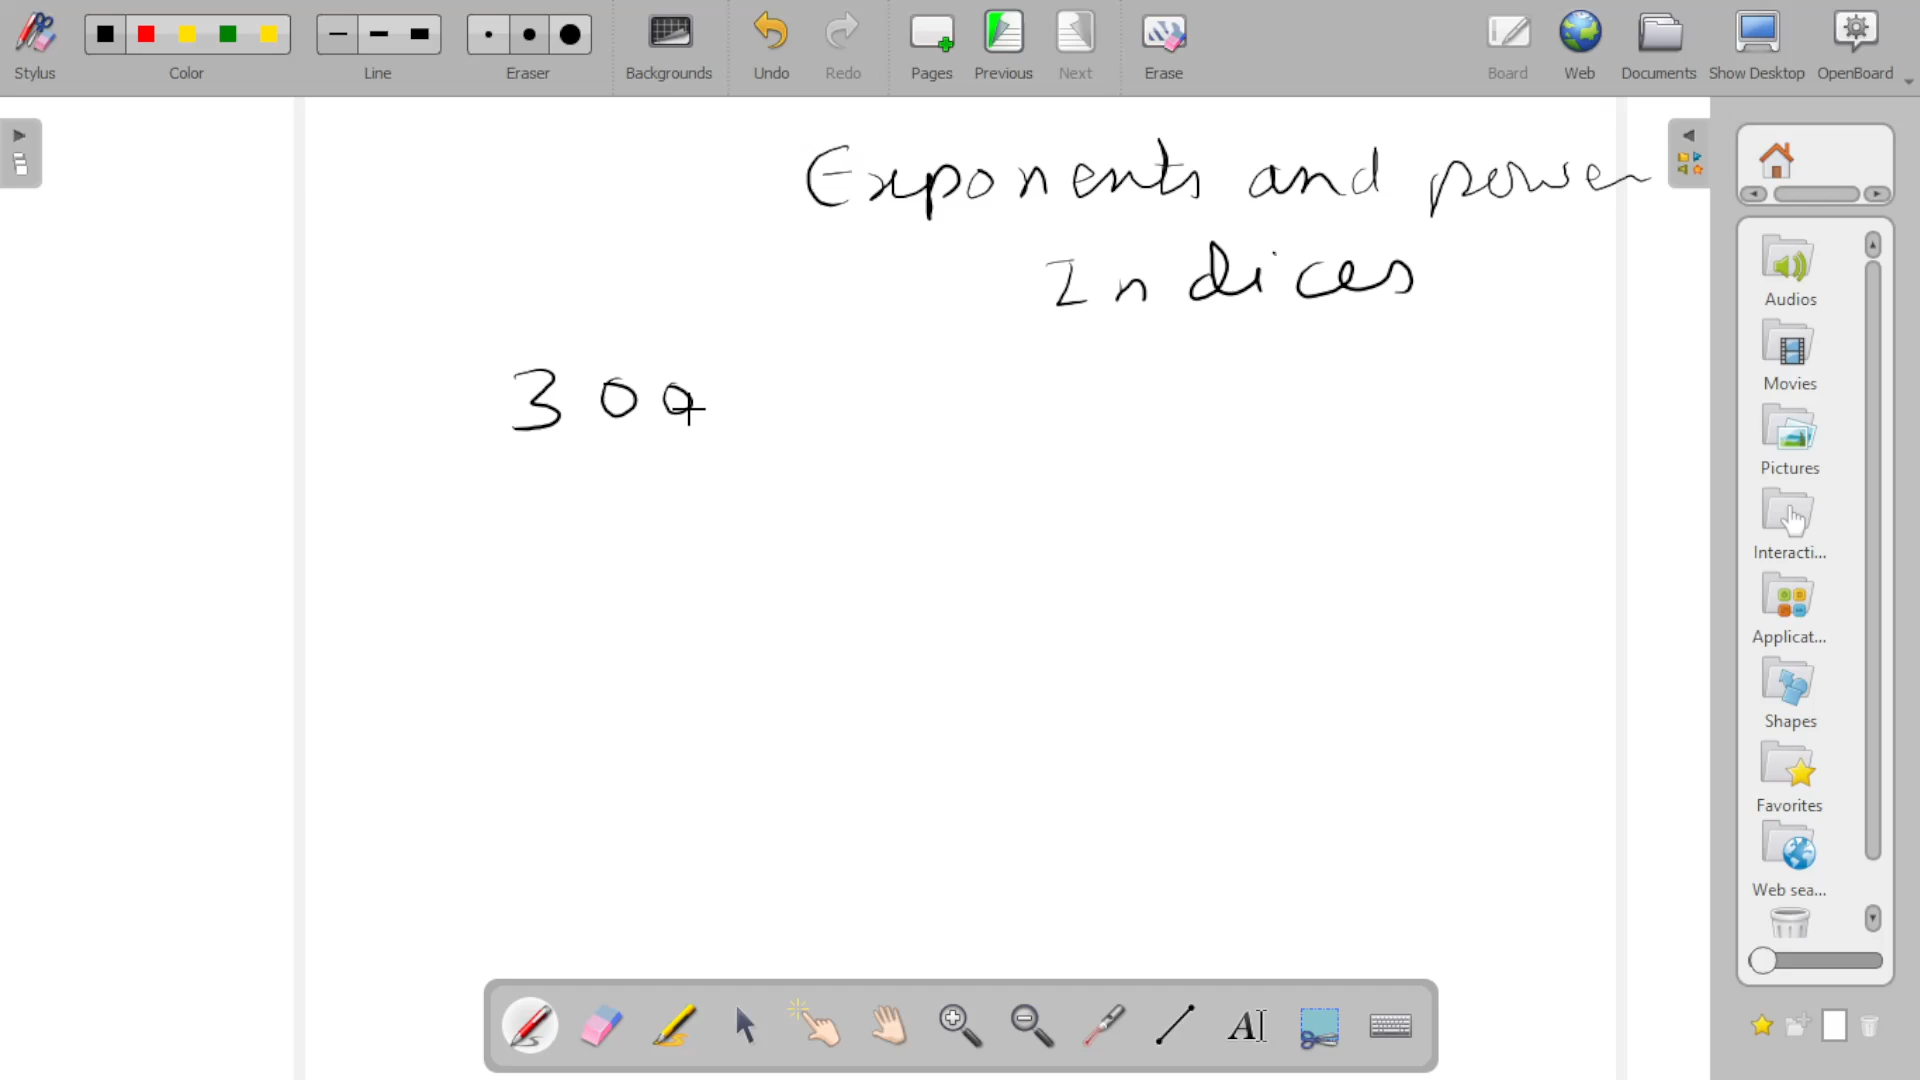 Stylus Color Line Eraser Backgrounds Undo Redo Pages Previous Next Erase Board Web Documents Show Desktop OpenBoard
Exponents and power
Indices
300
Audios
Movies
Pictures
Interacti...
Applicat...
Shapes
Favorites
Web sea...